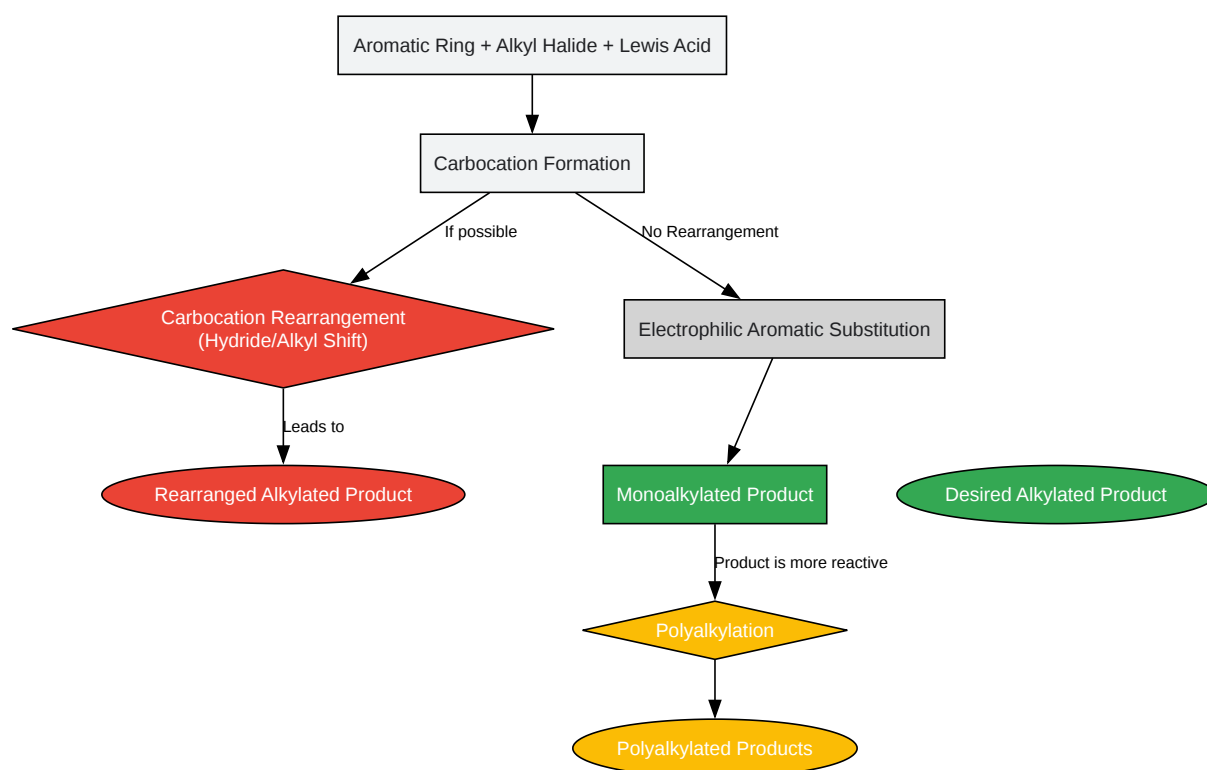 Aromatic Ring + Alkyl Halide + Lewis Acid
Carbocation Formation
If possible
No Rearrangement
Carbocation Rearrangement
(Hydride/Alkyl Shift)
Electrophilic Aromatic Substitution
Leads to
Rearranged Alkylated Product
Monoalkylated Product
Desired Alkylated Product
Product is more reactive
Polyalkylation
Polyalkylated Products